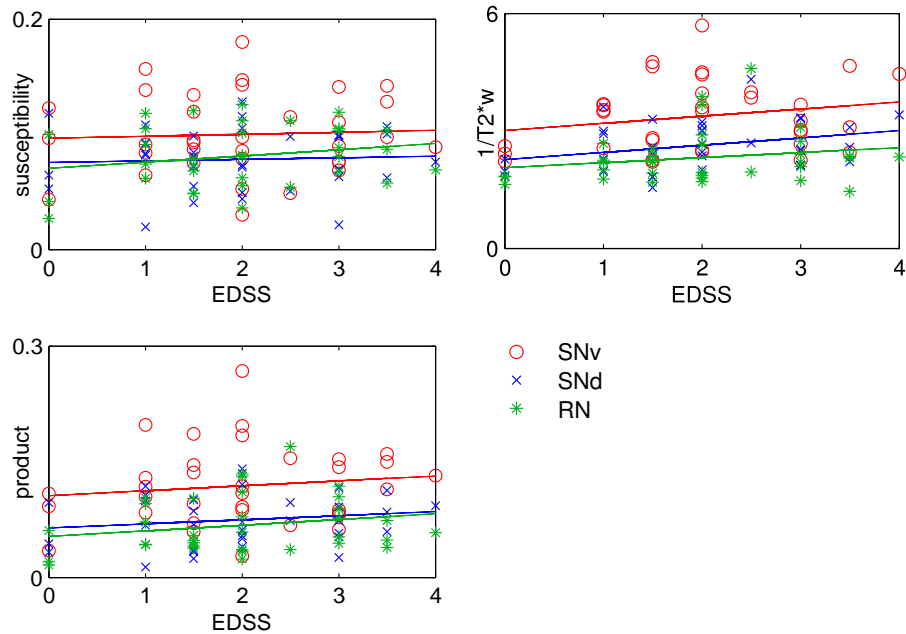 0.2
susceptibility
0
0 1 2 3 4
EDSS
6
1/T2*w
0
0 1 2 3 4
EDSS
0.3
product
0
0 1 2 3 4
EDSS
SNv
SNd
RN